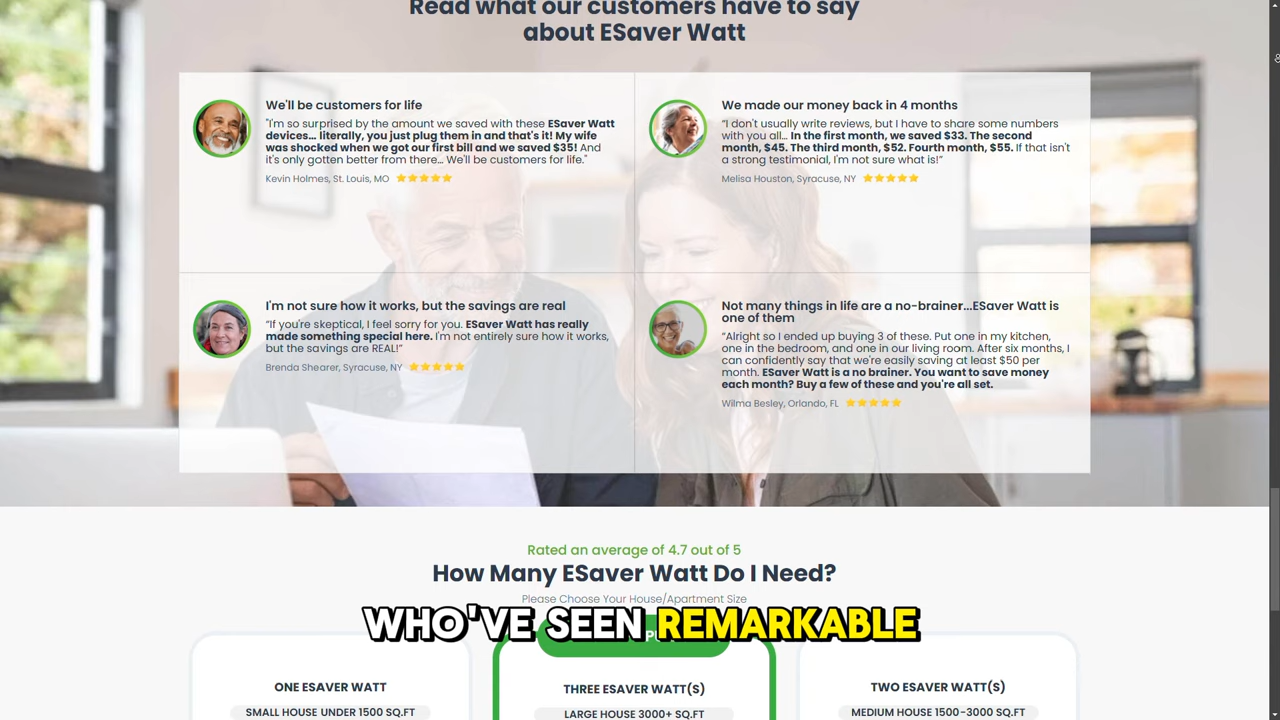 Read what our customers have to say
about ESaver Watt
We'll be customers for life
"I'm so surprised by the amount we saved with these ESaver Watt
devices... literally, you just plug them in and that's it! My wife
was shocked when we got our first bill and we saved $35! And
it's only gotten better from there... We'll be customers for life."
Kevin Holmes, St. Louis, MO
We made our money back in 4 months
“I don't usually write reviews, but I have to share some numbers
with you all... In the first month, we saved $33. The second
month, $45. The third month, $52. Fourth month, $55. If that isn't
a strong testimonial, I'm not sure what is!”
Melisa Houston, Syracuse, NY
I'm not sure how it works, but the savings are real
“If you're skeptical, I feel sorry for you. ESaver Watt has really
made something special here. I'm not entirely sure how it works,
but the savings are REAL!”
Brenda Shearer, Syracuse, NY
Not many things in life are a no-brainer...ESaver Watt is
one of them
“Alright so I ended up buying 3 of these. Put one in my kitchen,
one in the bedroom, and one in our living room. After six months, I
can confidently say that we're easily saving at least $50 per
month. ESaver Watt is a no brainer. You want to save money
each month? Buy a few of these and you're all set.
Wilma Besley, Orlando, FL
Rated an average of 4.7 out of 5
How Many ESaver Watt Do I Need?
Please Choose Your House/Apartment Size
WHO'VE SEEN REMARKABLE
ONE ESAVER WATT
SMALL HOUSE UNDER 1500 SQ.FT
THREE ESAVER WATT(S)
LARGE HOUSE 3000+ SQ.FT
TWO ESAVER WATT(S)
MEDIUM HOUSE 1500-3000 SQ.FT